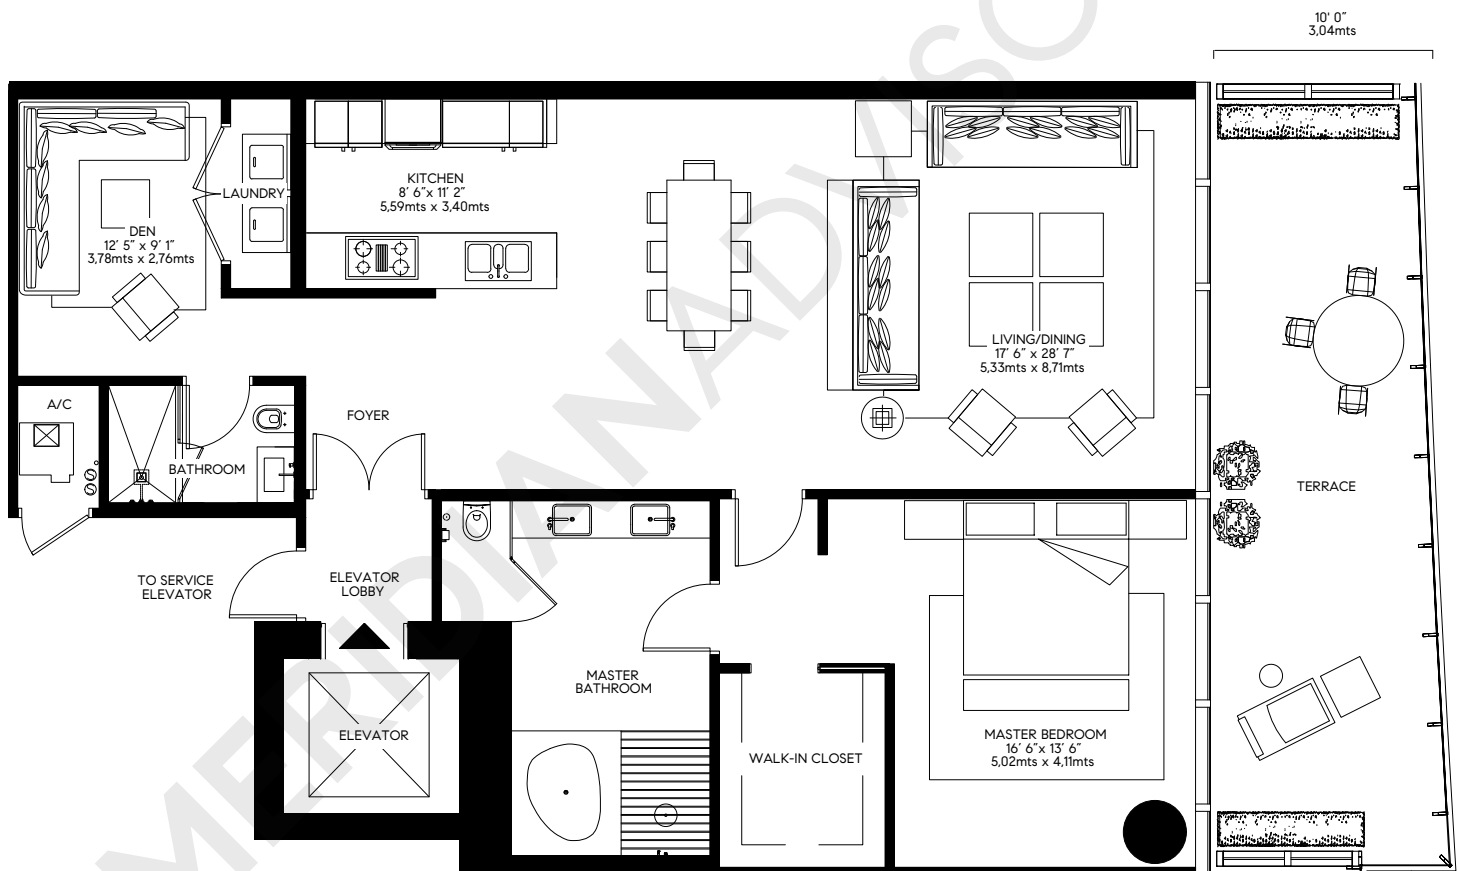 10' 0"
3,04mts
KITCHEN
8' 6" x 11' 2"
5,59mts x 3,40mts
LAUNDRY
DEN
12' 5" x 9' 1"
3,78mts x 2,76mts
LIVING/DINING
17' 6" x 28' 7"
5,33mts x 8,71mts
A/C
FOYER
BATHROOM
TERRACE
TO SERVICE
ELEVATOR
ELEVATOR
LOBBY
MASTER
BATHROOM
ELEVATOR
MASTER BEDROOM
16' 6" x 13' 6"
5,02mts x 4,11mts
WALK-IN CLOSET
MERIDIANADVISO